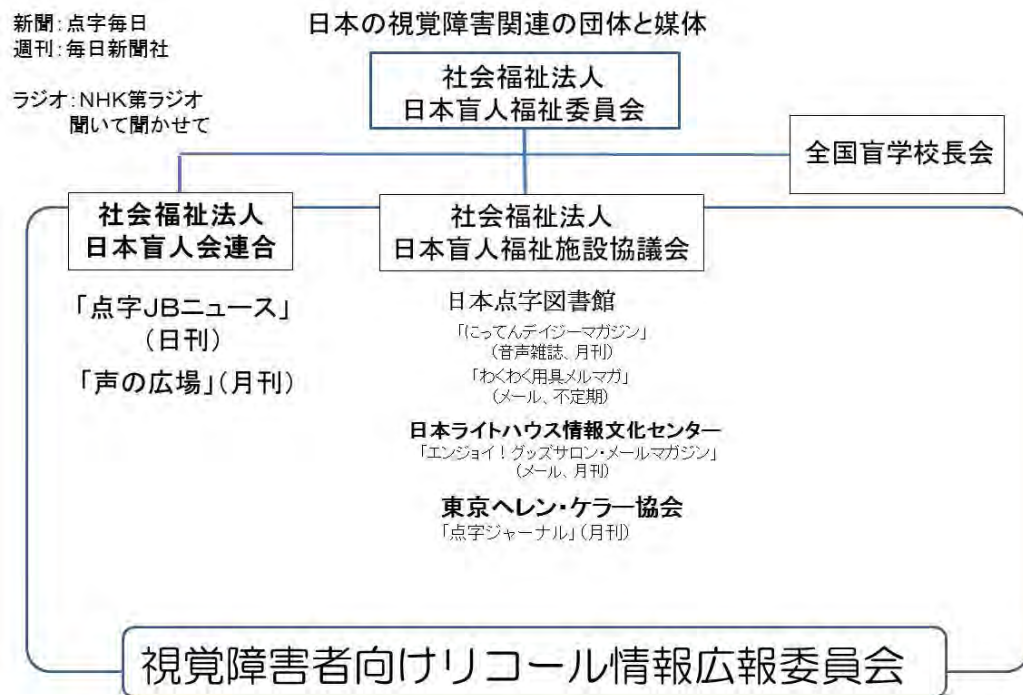 新聞：点字毎日
週刊：毎日新聞社
ラジオ：NHK第ラジオ
聞いて聞かせて
日本の視覚障害関連の団体と媒体
社会福祉法人
日本盲人福祉委員会
全国盲学校長会
社会福祉法人
日本盲人会連合
「点字JBニュース」
（日刊）
「声の広場」（月刊）
社会福祉法人
日本盲人福祉施設協議会
日本点字図書館
「にってんデイジーマガジン」
（音声雑誌、月刊）
「わくわく用具メルマガ」
（メール、不定期）
日本ライトハウス情報文化センター
「エンジョイ！グッズサロン・メールマガジン」
（メール、月刊）
東京ヘレン・ケラー協会
「点字ジャーナル」（月刊）
視覚障害者向けリコール情報広報委員会